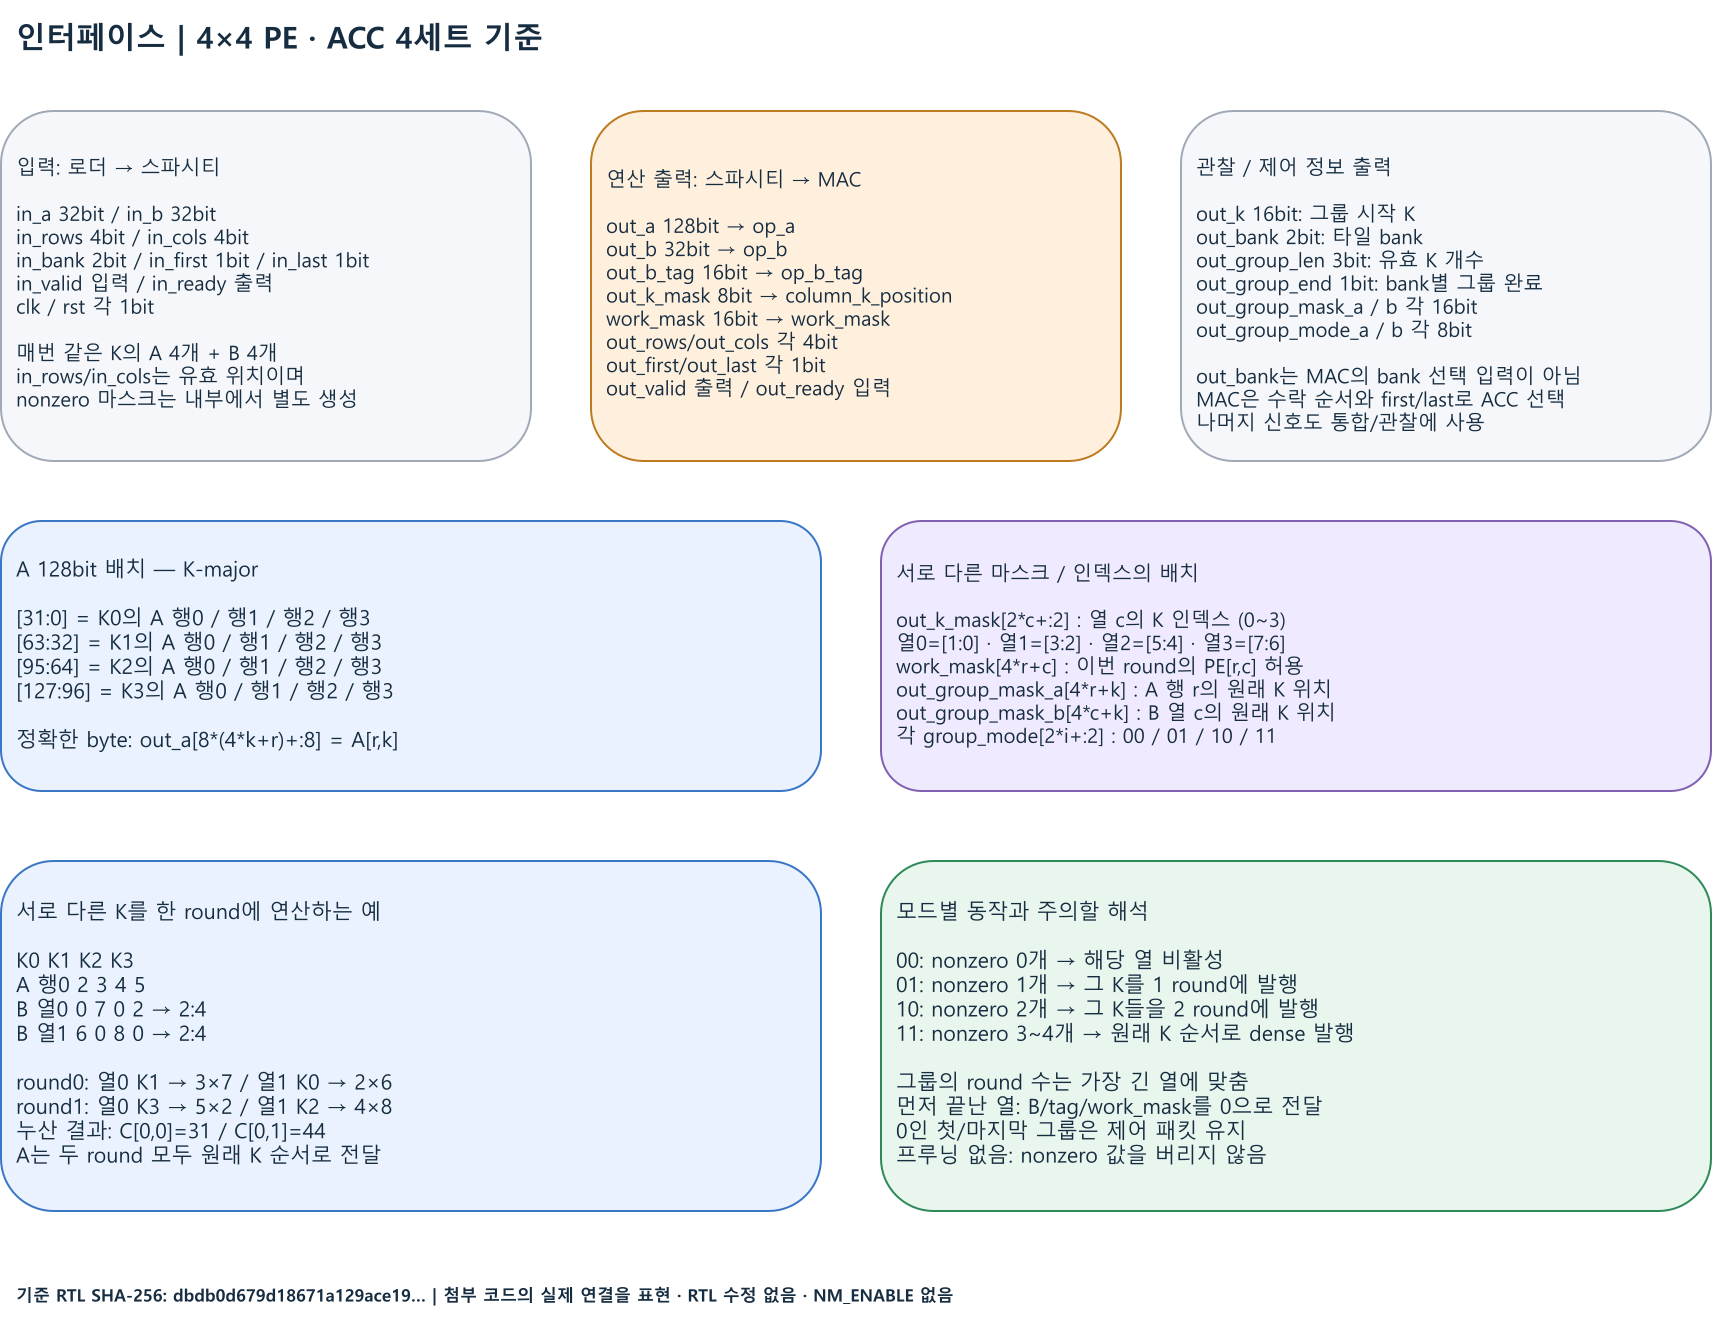 인터페이스 | 4×4 PE · ACC 4세트 기준
입력: 로더 → 스파시티
in_a 32bit / in_b 32bit
in_rows 4bit / in_cols 4bit
in_bank 2bit / in_first 1bit / in_last 1bit
in_valid 입력 / in_ready 출력
clk / rst 각 1bit
매번 같은 K의 A 4개 + B 4개
in_rows/in_cols는 유효 위치이며
nonzero 마스크는 내부에서 별도 생성
연산 출력: 스파시티 → MAC
out_a 128bit → op_a
out_b 32bit → op_b
out_b_tag 16bit → op_b_tag
out_k_mask 8bit → column_k_position
work_mask 16bit → work_mask
out_rows/out_cols 각 4bit
out_first/out_last 각 1bit
out_valid 출력 / out_ready 입력
관찰 / 제어 정보 출력
out_k 16bit: 그룹 시작 K
out_bank 2bit: 타일 bank
out_group_len 3bit: 유효 K 개수
out_group_end 1bit: bank별 그룹 완료
out_group_mask_a / b 각 16bit
out_group_mode_a / b 각 8bit
out_bank는 MAC의 bank 선택 입력이 아님
MAC은 수락 순서와 first/last로 ACC 선택
나머지 신호도 통합/관찰에 사용
A 128bit 배치 — K-major
[31:0] = K0의 A 행0 / 행1 / 행2 / 행3
[63:32] = K1의 A 행0 / 행1 / 행2 / 행3
[95:64] = K2의 A 행0 / 행1 / 행2 / 행3
[127:96] = K3의 A 행0 / 행1 / 행2 / 행3
정확한 byte: out_a[8*(4*k+r)+:8] = A[r,k]
서로 다른 마스크 / 인덱스의 배치
out_k_mask[2*c+:2] : 열 c의 K 인덱스 (0~3)
열0=[1:0] · 열1=[3:2] · 열2=[5:4] · 열3=[7:6]
work_mask[4*r+c] : 이번 round의 PE[r,c] 허용
out_group_mask_a[4*r+k] : A 행 r의 원래 K 위치
out_group_mask_b[4*c+k] : B 열 c의 원래 K 위치
각 group_mode[2*i+:2] : 00 / 01 / 10 / 11
서로 다른 K를 한 round에 연산하는 예
K0 K1 K2 K3
A 행0 2 3 4 5
B 열0 0 7 0 2 → 2:4
B 열1 6 0 8 0 → 2:4
round0: 열0 K1 → 3×7 / 열1 K0 → 2×6
round1: 열0 K3 → 5×2 / 열1 K2 → 4×8
누산 결과: C[0,0]=31 / C[0,1]=44
A는 두 round 모두 원래 K 순서로 전달
모드별 동작과 주의할 해석
00: nonzero 0개 → 해당 열 비활성
01: nonzero 1개 → 그 K를 1 round에 발행
10: nonzero 2개 → 그 K들을 2 round에 발행
11: nonzero 3~4개 → 원래 K 순서로 dense 발행
그룹의 round 수는 가장 긴 열에 맞춤
먼저 끝난 열: B/tag/work_mask를 0으로 전달
0인 첫/마지막 그룹은 제어 패킷 유지
프루닝 없음: nonzero 값을 버리지 않음
기준 RTL SHA-256: dbdb0d679d18671a129ace19... | 첨부 코드의 실제 연결을 표현 · RTL 수정 없음 · NM_ENABLE 없음